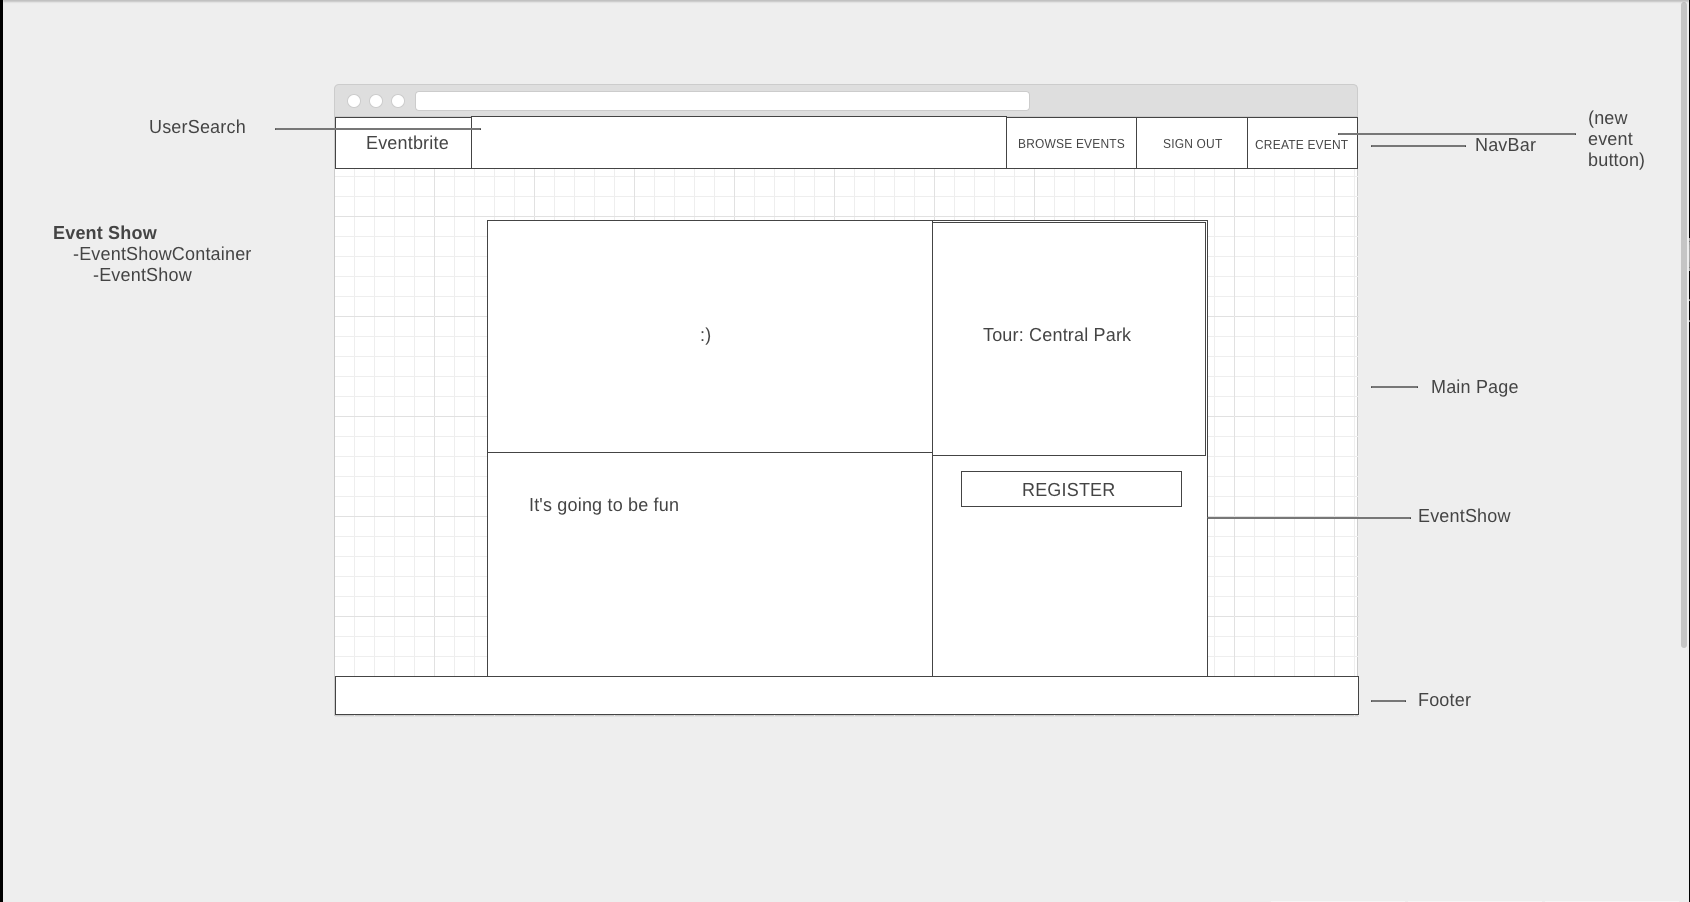 UserSearch
Eventbrite
BROWSE EVENTS
SIGN OUT
CREATE EVENT
NavBar
(new
event
button)
Event Show
-EventShowContainer
-EventShow
:)
Tour: Central Park
Main Page
REGISTER
It's going to be fun
EventShow
Footer